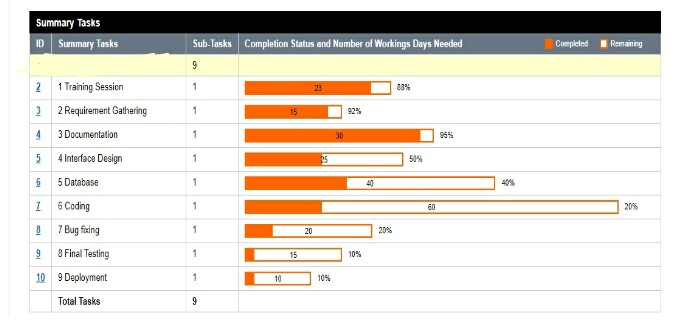 Summary Tasks
ID Summary Tasks Sub-Tasks Completion Status and Number of Workings Days Needed Completed Remaining
9
2 1 Training Session 1 23 88%
3 2 Requirement Gathering 1 15 92%
4 3 Documentation 1 30 95%
5 4 Interface Design 1 25 50%
6 5 Database 1 40 40%
7 6 Coding 1 60 20%
8 7 Bug fixing 1 20 20%
9 8 Final Testing 1 15 10%
10 9 Deployment 1 10 10%
Total Tasks 9